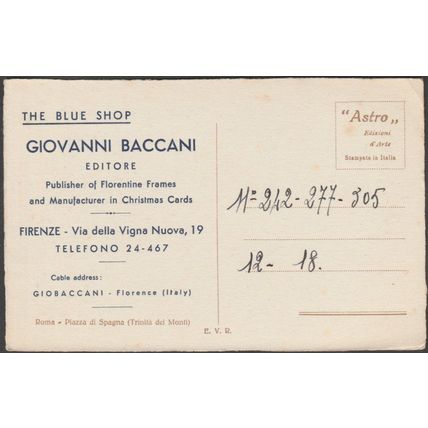 THE BLUE SHOP
GIOVANNI BACCANI
EDITORE
Publisher of Florentine Frames
and Manufacturer in Christmas Cards
FIRENZE - Via della Vigna Nuova, 19
TELEFONO 24-467
Cable address:
GIOBACCANI - Florence (Italy)
Roma - Piazza di Spagna (Trinità dei Monti)
"Astro„
Edizioni
d'Arte
Stampata in Italia
Nº 242-277-305
12-18.
E. V. R.